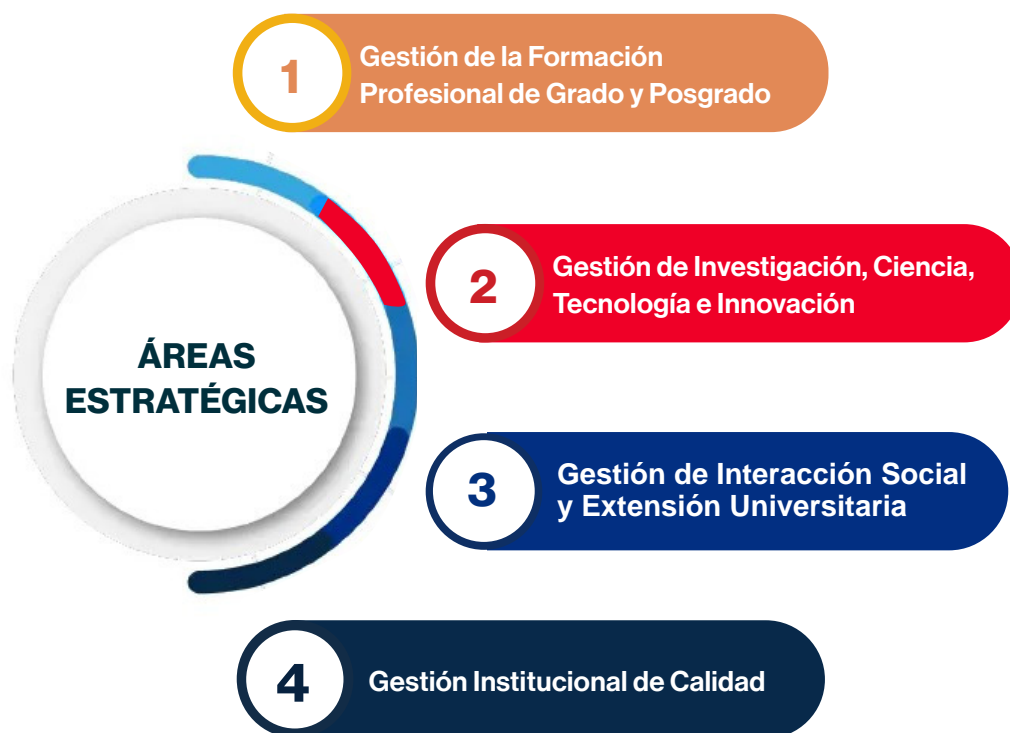 1
Gestión de la Formación
Profesional de Grado y Posgrado
ÁREAS
ESTRATÉGICAS
2
Gestión de Investigación, Ciencia,
Tecnología e Innovación
3
Gestión de Interacción Social
y Extensión Universitaria
4
Gestión Institucional de Calidad